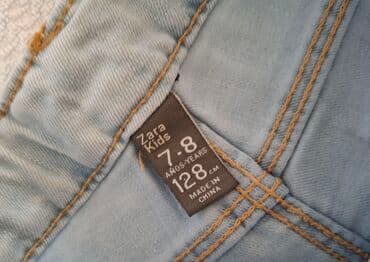 Zara
Kids
7-8
AÑOS-YEARS
128 CM
MADE IN
CHINA